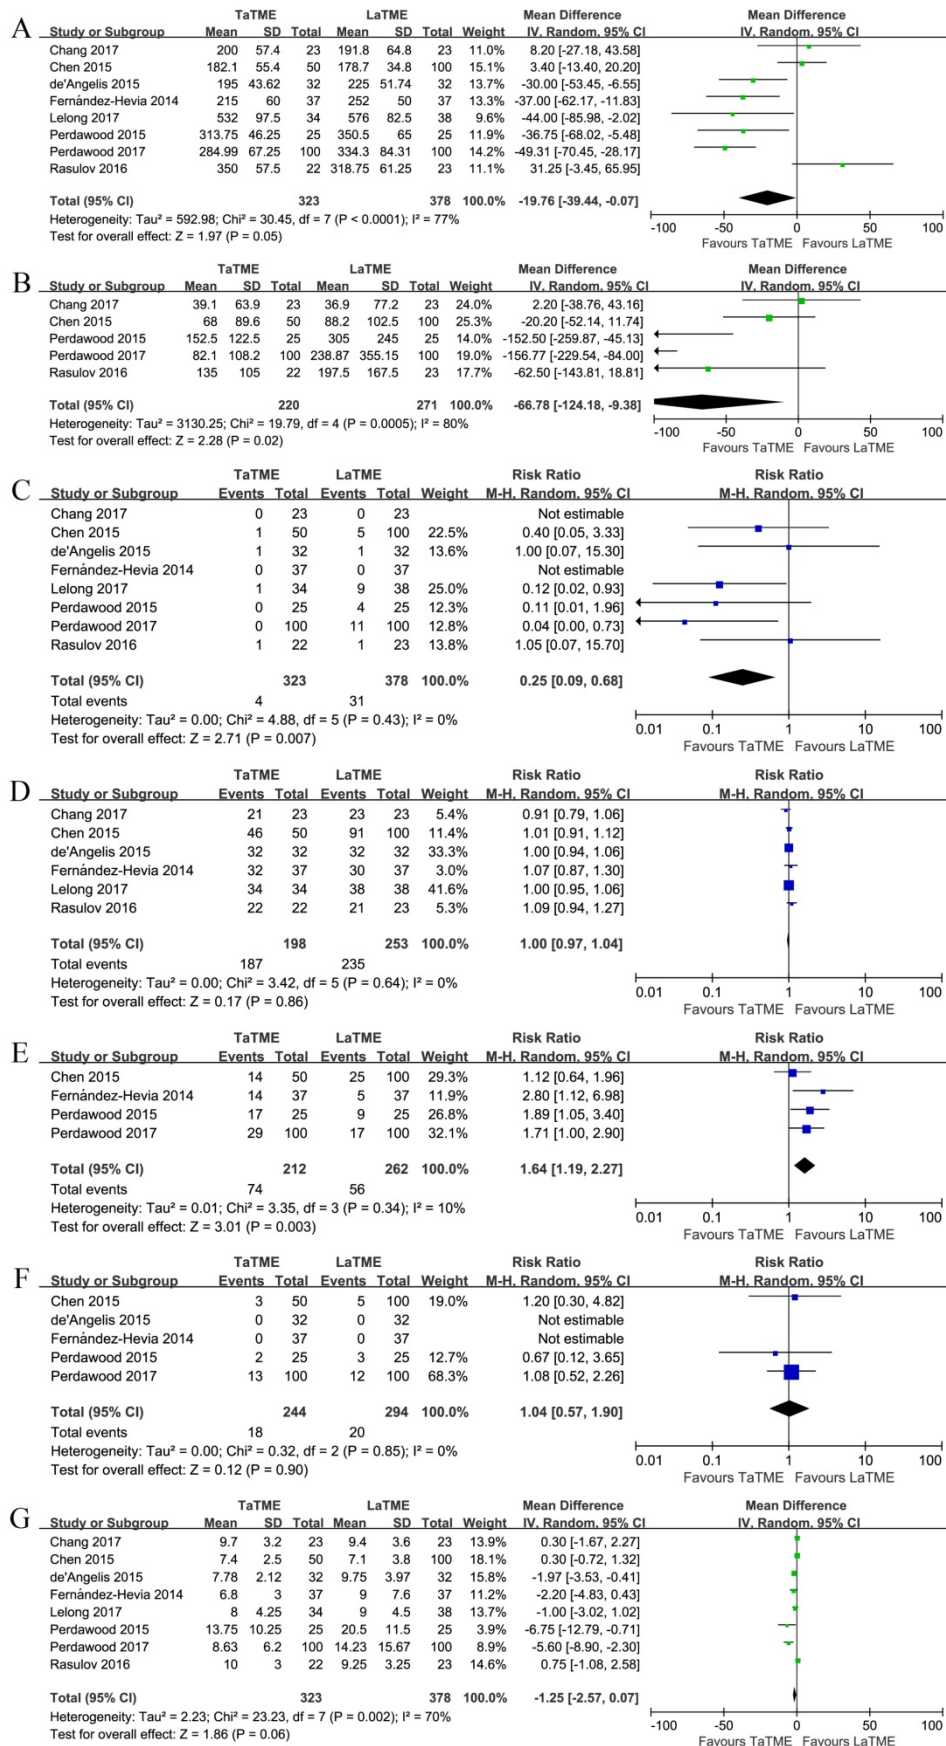 A
TaTME LaTME Mean Difference Mean Difference
Study or Subgroup Mean SD Total Mean SD Total Weight IV, Random, 95% CI IV, Random, 95% CI
Chang 2017 200 57.4 23 191.8 64.8 23 11.0% 8.20 [-27.18, 43.58]
Chen 2015 182.1 55.4 50 178.7 34.8 100 15.1% 3.40 [-13.40, 20.20]
de'Angelis 2015 195 43.62 32 225 51.74 32 13.7% -30.00 [-53.45, -6.55]
Fernández-Hevia 2014 215 60 37 252 50 37 13.3% -37.00 [-62.17, -11.83]
Lelong 2017 532 97.5 34 576 82.5 38 9.6% -44.00 [-85.98, -2.02]
Perdawood 2015 313.75 46.25 25 350.5 65 25 12.0% -36.75 [-68.02, -5.48]
Perdawood 2017 284.99 67.25 100 334.3 84.31 100 14.2% -49.31 [-70.45, -28.17]
Rasulov 2016 350 57.5 22 318.75 61.25 23 11.1% 31.25 [-3.45, 65.95]
Total (95% CI) 323 378 100.0% -19.76 [-39.44, -0.07]
Heterogeneity: Tau² = 592.98; Chi² = 30.45, df = 7 (P < 0.0001); I² = 77%
Test for overall effect: Z = 1.97 (P = 0.05)
-100 -50 0 50 100
Favours TaTME Favours LaTME
B
TaTME LaTME Mean Difference Mean Difference
Study or Subgroup Mean SD Total Mean SD Total Weight IV, Random, 95% CI IV, Random, 95% CI
Chang 2017 39.1 63.9 23 36.9 77.2 23 24.0% 2.20 [-38.76, 43.16]
Chen 2015 68 89.6 50 88.2 102.5 100 25.3% -20.20 [-52.14, 11.74]
Perdawood 2015 152.5 122.5 25 305 245 25 -152.50 [-259.87, -45.13]
Perdawood 2017 82.1 108.2 100 238.87 355.15 100 19.0% -156.77 [-229.54, -84.00]
Rasulov 2016 135 105 22 197.5 167.5 23 17.7% -62.50 [-143.81, 18.81]
Total (95% CI) 220 271 100.0% -66.78 [-124.18, -9.38]
Heterogeneity: Tau² = 3130.25; Chi² = 19.79, df = 4 (P = 0.0005); I² = 80%
Test for overall effect: Z = 2.28 (P = 0.02)
-100 -50 0 50 100
Favours TaTME Favours LaTME
C
TaTME LaTME Risk Ratio Risk Ratio
Study or Subgroup Events Total Events Total Weight M-H, Random, 95% CI M-H, Random, 95% CI
Chang 2017 0 23 0 23 Not estimable
Chen 2015 1 50 5 100 22.5% 0.40 [0.05, 3.33]
de'Angelis 2015 1 32 1 32 13.6% 1.00 [0.07, 15.30]
Fernández-Hevia 2014 0 37 0 37 Not estimable
Lelong 2017 1 34 9 38 25.0% 0.12 [0.02, 0.93]
Perdawood 2015 0 25 4 25 12.3% 0.11 [0.01, 1.96]
Perdawood 2017 0 100 11 100 12.8% 0.04 [0.00, 0.73]
Rasulov 2016 1 22 1 23 13.8% 1.05 [0.07, 15.70]
Total (95% CI) 323 378 100.0% 0.25 [0.09, 0.68]
Total events 4 31
Heterogeneity: Tau² = 0.00; Chi² = 4.88, df = 5 (P = 0.43); I² = 0%
Test for overall effect: Z = 2.71 (P = 0.007)
0.01 0.1 1 10 100
Favours TaTME Favours LaTME
D
TaTME LaTME Risk Ratio Risk Ratio
Study or Subgroup Events Total Events Total Weight M-H, Random, 95% CI M-H, Random, 95% CI
Chang 2017 21 23 23 23 5.4% 0.91 [0.79, 1.06]
Chen 2015 46 50 91 100 11.4% 1.01 [0.91, 1.12]
de'Angelis 2015 32 32 32 32 33.3% 1.00 [0.94, 1.06]
Fernández-Hevia 2014 32 37 30 37 3.0% 1.07 [0.87, 1.30]
Lelong 2017 34 34 38 38 41.6% 1.00 [0.95, 1.06]
Rasulov 2016 22 22 21 23 5.3% 1.09 [0.94, 1.27]
Total (95% CI) 198 253 100.0% 1.00 [0.97, 1.04]
Total events 187 235
Heterogeneity: Tau² = 0.00; Chi² = 3.42, df = 5 (P = 0.64); I² = 0%
Test for overall effect: Z = 0.17 (P = 0.86)
0.01 0.1 1 10 100
Favours TaTME Favours LaTME
E
TaTME LaTME Risk Ratio Risk Ratio
Study or Subgroup Events Total Events Total Weight M-H, Random, 95% CI M-H, Random, 95% CI
Chen 2015 14 50 25 100 29.3% 1.12 [0.64, 1.96]
Fernández-Hevia 2014 14 37 5 37 11.9% 2.80 [1.12, 6.98]
Perdawood 2015 17 25 9 25 26.8% 1.89 [1.05, 3.40]
Perdawood 2017 29 100 17 100 32.1% 1.71 [1.00, 2.90]
Total (95% CI) 212 262 100.0% 1.64 [1.19, 2.27]
Total events 74 56
Heterogeneity: Tau² = 0.01; Chi² = 3.35, df = 3 (P = 0.34); I² = 10%
Test for overall effect: Z = 3.01 (P = 0.003)
0.01 0.1 1 10 100
Favours TaTME Favours LaTME
F
TaTME LaTME Risk Ratio Risk Ratio
Study or Subgroup Events Total Events Total Weight M-H, Random, 95% CI M-H, Random, 95% CI
Chen 2015 3 50 5 100 19.0% 1.20 [0.30, 4.82]
de'Angelis 2015 0 32 0 32 Not estimable
Fernández-Hevia 2014 0 37 0 37 Not estimable
Perdawood 2015 2 25 3 25 12.7% 0.67 [0.12, 3.65]
Perdawood 2017 13 100 12 100 68.3% 1.08 [0.52, 2.26]
Total (95% CI) 244 294 100.0% 1.04 [0.57, 1.90]
Total events 18 20
Heterogeneity: Tau² = 0.00; Chi² = 0.32, df = 2 (P = 0.85); I² = 0%
Test for overall effect: Z = 0.12 (P = 0.90)
0.01 0.1 1 10 100
Favours TaTME Favours LaTME
G
TaTME LaTME Mean Difference Mean Difference
Study or Subgroup Mean SD Total Mean SD Total Weight IV, Random, 95% CI IV, Random, 95% CI
Chang 2017 9.7 3.2 23 9.4 3.6 23 13.9% 0.30 [-1.67, 2.27]
Chen 2015 7.4 2.5 50 7.1 3.8 100 18.1% 0.30 [-0.72, 1.32]
de'Angelis 2015 7.78 2.12 32 9.75 3.97 32 15.8% -1.97 [-3.53, -0.41]
Fernández-Hevia 2014 6.8 3 37 9 7.6 37 11.2% -2.20 [-4.83, 0.43]
Lelong 2017 8 4.25 34 9 4.5 38 13.7% -1.00 [-3.02, 1.02]
Perdawood 2015 13.75 10.25 25 20.5 11.5 25 3.9% -6.75 [-12.79, -0.71]
Perdawood 2017 8.63 6.2 100 14.23 15.67 100 8.9% -5.60 [-8.90, -2.30]
Rasulov 2016 10 3 22 9.25 3.25 23 14.6% 0.75 [-1.08, 2.58]
Total (95% CI) 323 378 100.0% -1.25 [-2.57, 0.07]
Heterogeneity: Tau² = 2.23; Chi² = 23.23, df = 7 (P = 0.002); I² = 70%
Test for overall effect: Z = 1.86 (P = 0.06)
-100 -50 0 50 100
Favours TaTME Favours LaTME